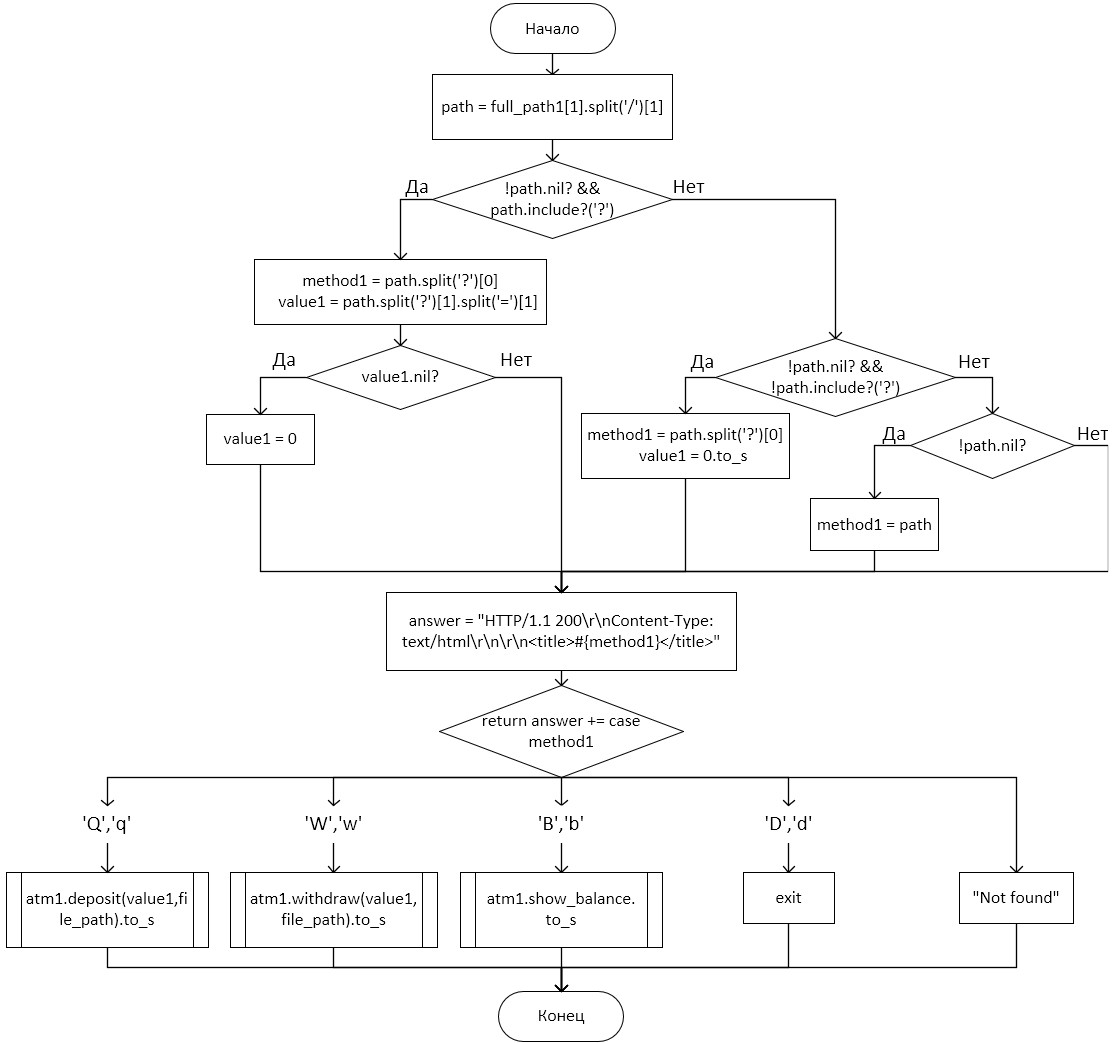 Начало
path = full_path1[1].split('/')[1]
Да
!path.nil? &&
path.include?('?')
Нет
method1 = path.split('?')[0]
value1 = path.split('?')[1].split('=')[1]
Да
value1.nil?
Нет
Да
!path.nil? &&
!path.include?('?')
Нет
value1 = 0
method1 = path.split('?')[0]
value1 = 0.to_s
Да
!path.nil?
Нет
method1 = path
answer = "HTTP/1.1 200\r\nContent-Type:
text/html\r\n\r\n<title>#{method1}</title>"
return answer += case
method1
'Q','q'
'W','w'
'B','b'
'D','d'
atm1.deposit(value1,fi
le_path).to_s
atm1.withdraw(value1,
file_path).to_s
atm1.show_balance.
to_s
exit
"Not found"
Конец